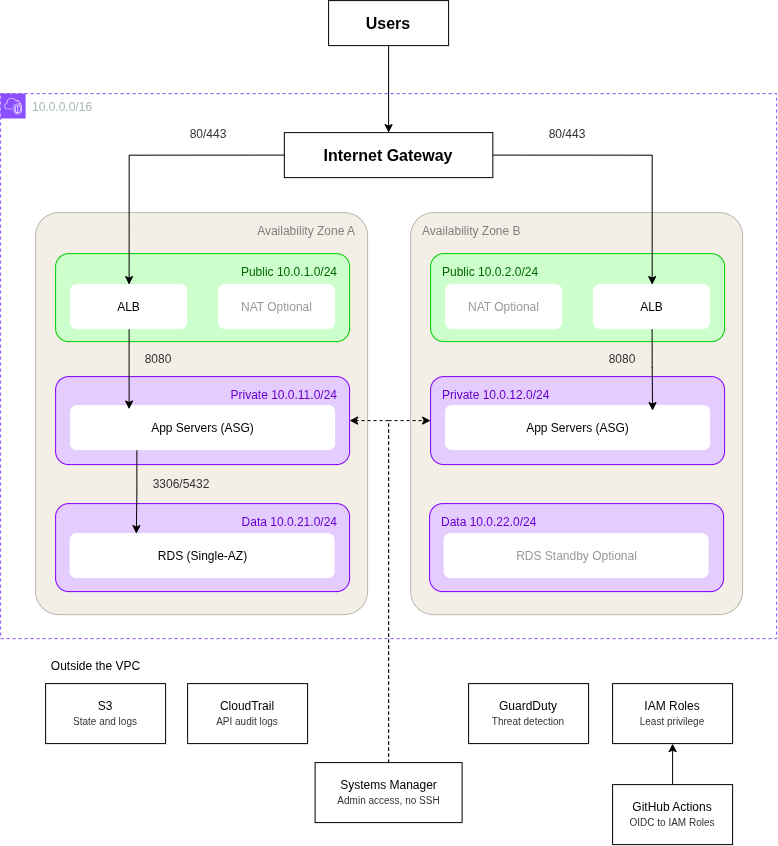 Users
10.0.0.0/16
80/443
80/443
Internet Gateway
Availability Zone A
Availability Zone B
Public 10.0.1.0/24
Public 10.0.2.0/24
ALB
NAT Optional
NAT Optional
ALB
8080
8080
Private 10.0.11.0/24
Private 10.0.12.0/24
App Servers (ASG)
App Servers (ASG)
3306/5432
Data 10.0.21.0/24
Data 10.0.22.0/24
RDS (Single-AZ)
RDS Standby Optional
Outside the VPC
S3
State and logs
CloudTrail
API audit logs
GuardDuty
Threat detection
IAM Roles
Least privilege
Systems Manager
Admin access, no SSH
GitHub Actions
OIDC to IAM Roles